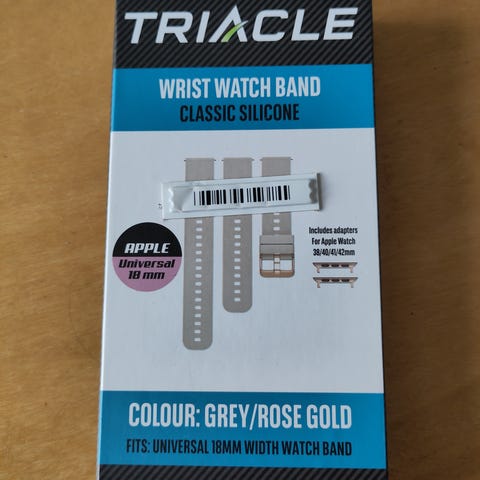 TRIACLE
WRIST WATCH BAND
CLASSIC SILICONE
Includes adapters
For Apple Watch
38/40/41/42mm
APPLE
Universal
18 mm
COLOUR: GREY/ROSE GOLD
FITS: UNIVERSAL 18MM WIDTH WATCH BAND